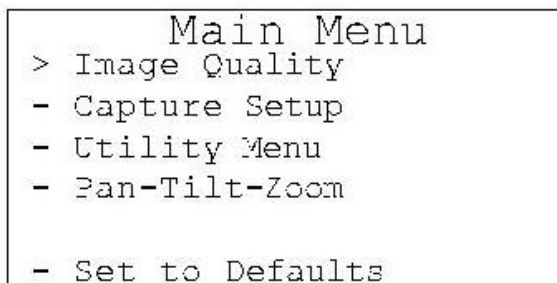 Main Menu
> Image Quality
- Capture Setup
- Utility Menu
- Pan-Tilt-Zoom
- Set to Defaults